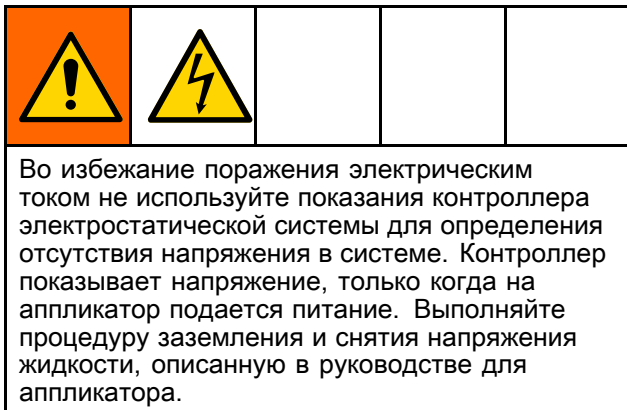 Во избежание поражения электрическим
током не используйте показания контроллера
электростатической системы для определения
отсутствия напряжения в системе. Контроллер
показывает напряжение, только когда на
аппликатор подается питание. Выполняйте
процедуру заземления и снятия напряжения
жидкости, описанную в руководстве для
аппликатора.